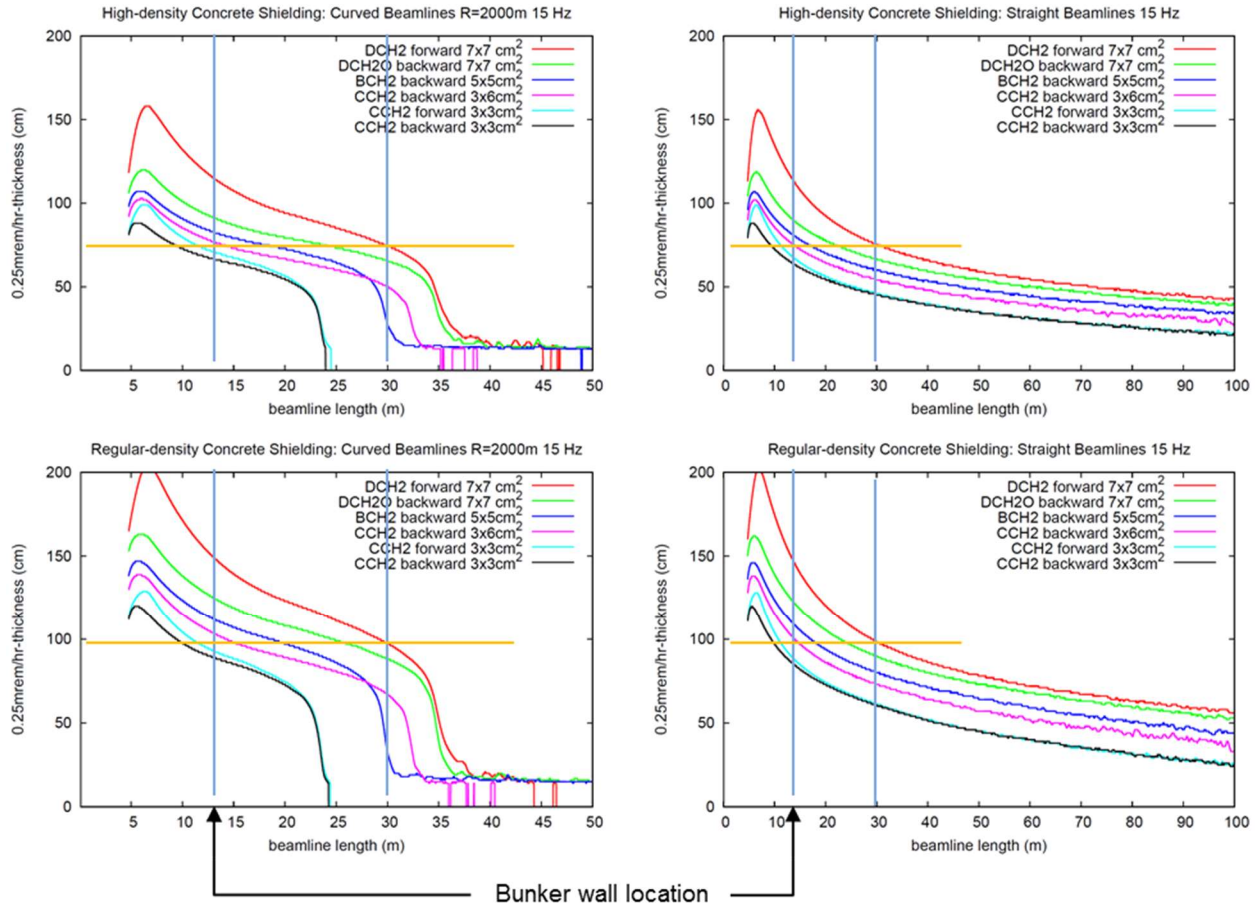 High-density Concrete Shielding: Curved Beamlines R=2000m 15 Hz
0.25mrem/hr-thickness (cm)
200
150
100
50
0
DCH2 forward 7x7 cm²
DCH2O backward 7x7 cm²
BCH2 backward 5x5cm²
CCH2 backward 3x6cm²
CCH2 forward 3x3cm²
CCH2 backward 3x3cm²
5 10 15 20 25 30 35 40 45 50
beamline length (m)
High-density Concrete Shielding: Straight Beamlines 15 Hz
0.25mrem/hr-thickness (cm)
200
150
100
50
0
DCH2 forward 7x7 cm²
DCH2O backward 7x7 cm²
BCH2 backward 5x5cm²
CCH2 backward 3x6cm²
CCH2 forward 3x3cm²
CCH2 backward 3x3cm²
0 10 20 30 40 50 60 70 80 90 100
beamline length (m)
Regular-density Concrete Shielding: Curved Beamlines R=2000m 15 Hz
0.25mrem/hr-thickness (cm)
200
150
100
50
0
DCH2 forward 7x7 cm²
DCH2O backward 7x7 cm²
BCH2 backward 5x5cm²
CCH2 backward 3x6cm²
CCH2 forward 3x3cm²
CCH2 backward 3x3cm²
5 10 15 20 25 30 35 40 45 50
beamline length (m)
Regular-density Concrete Shielding: Straight Beamlines 15 Hz
0.25mrem/hr-thickness (cm)
200
150
100
50
0
DCH2 forward 7x7 cm²
DCH2O backward 7x7 cm²
BCH2 backward 5x5cm²
CCH2 backward 3x6cm²
CCH2 forward 3x3cm²
CCH2 backward 3x3cm²
0 10 20 30 40 50 60 70 80 90 100
beamline length (m)
Bunker wall location